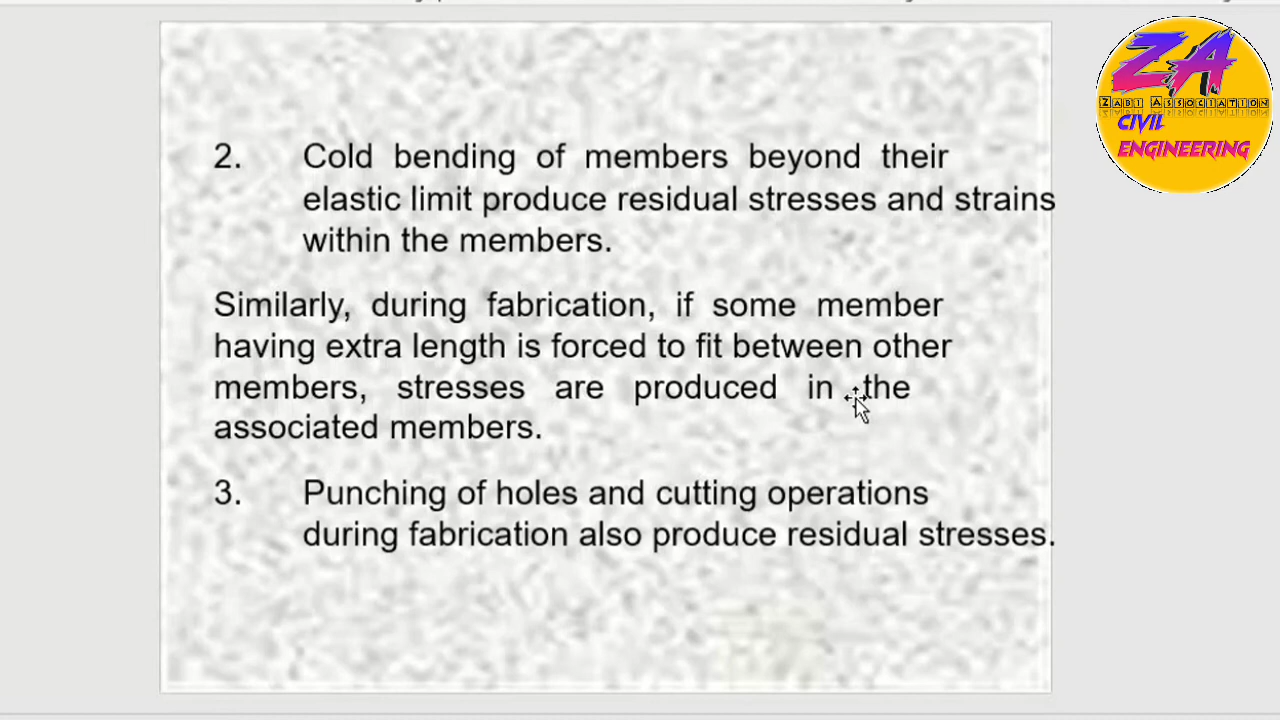 ZA
ZABI ASSOCIATION
CIVIL
ENGINEERING
2. Cold bending of members beyond their
elastic limit produce residual stresses and strains
within the members.
Similarly, during fabrication, if some member
having extra length is forced to fit between other
members, stresses are produced in the
associated members.
3. Punching of holes and cutting operations
during fabrication also produce residual stresses.